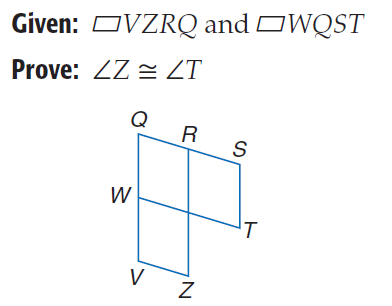 Given: ▱VZRQ and ▱WQST
Prove: ∠Z ≅ ∠T
Q
R
S
W
T
V
Z